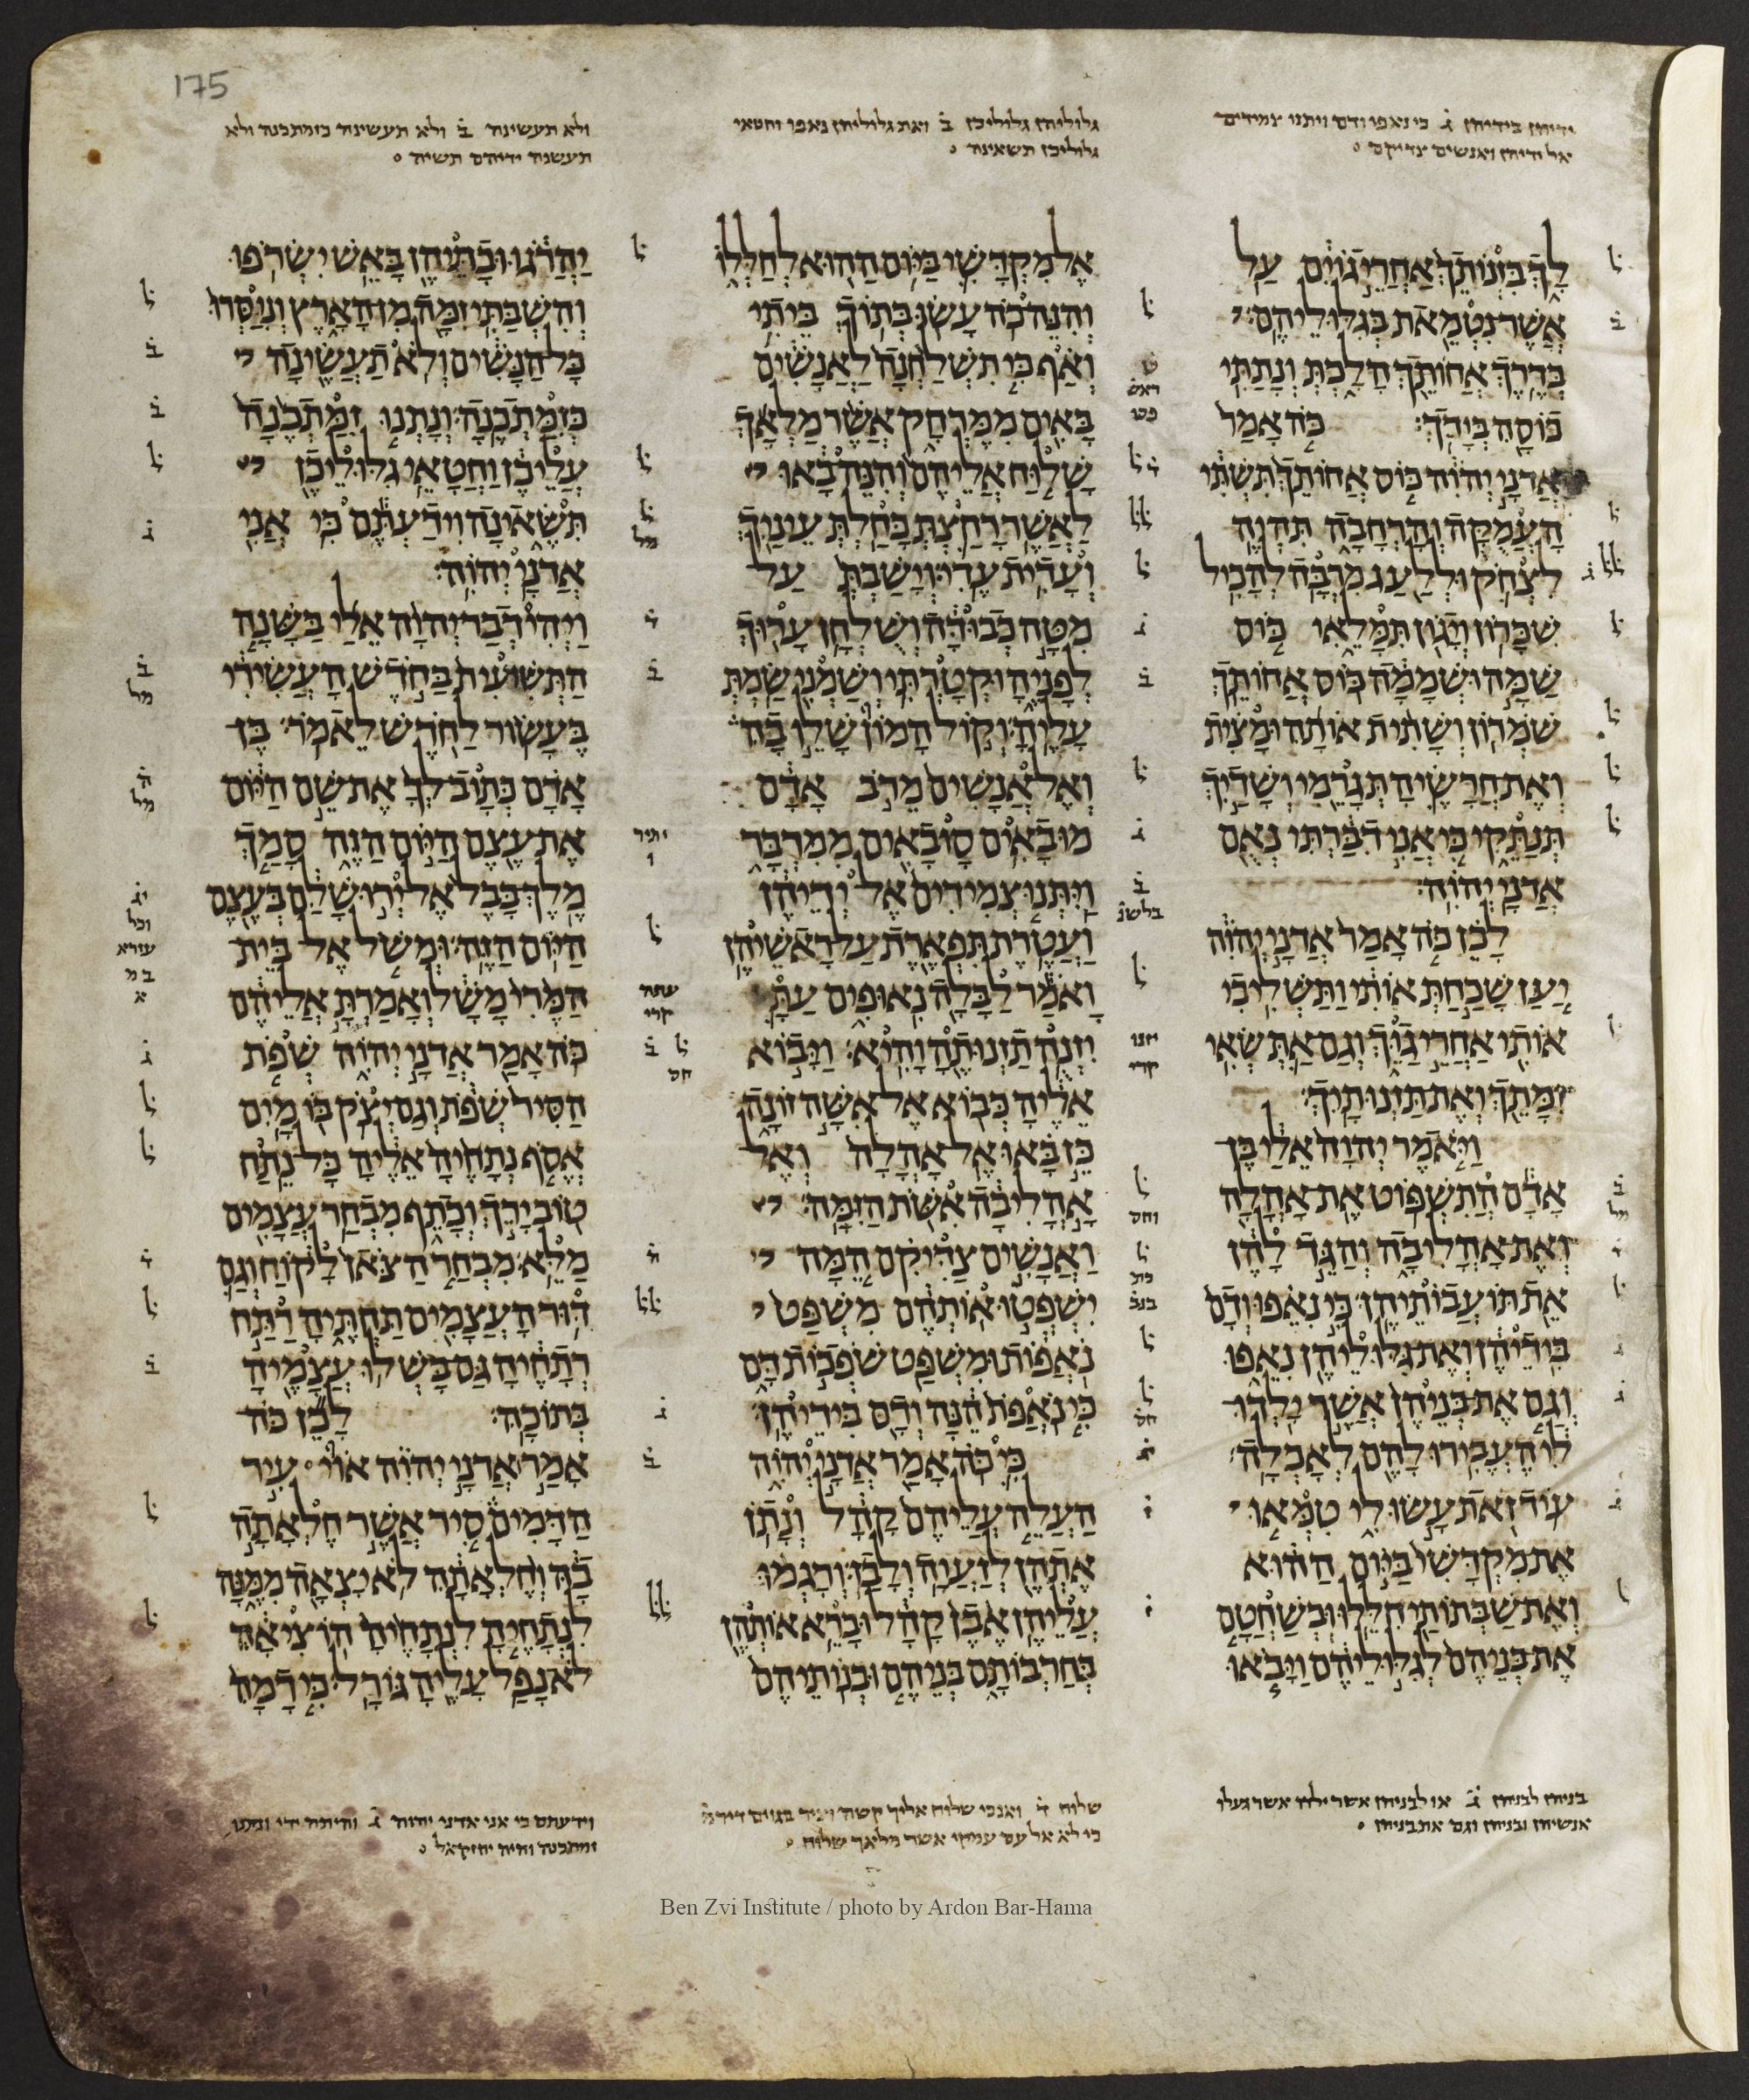 175
ידיהן בידיהן ג כי נאפו ודם ויתנו צמידים
אל ידיהן ואנשים צדיקם
גלוליהן גלוליכן ב ואת גלוליהן נאפו וחטאי
גלוליכן תשאינה
ולא תעשינה ב ולא תעשינה כזמתכנה ולא
תעשנה ידיהם תשיה
לך בזנותך אחרי גוים על
אשר נטמאת בגלוליהם
בדרך אחותך הלכת ונתתי
כוסה בידך כה אמר
אדני יהוה כוס אחותך תשתי
העמקה והרחבה תהיה
לצחק וללעג מרבה להכיל
שכרון ויגון תמלאי כוס
שמה ושממה כוס אחותך
שמרון ושתית אותה ומצית
ואת חרשיה תגרמי ושדיך
תנתקי כי אני דברתי נאם
אדני יהוה
לכן כה אמר אדני יהוה
יען שכחת אותי ותשליכי
אותי אחרי גוך וגם את שאי
זמתך ואת תזנותיך
ויאמר יהוה אלי בן
אדם התשפוט את אהלה
ואת אהליבה והגד להן
את תועבותיהן כי נאפו ודם
בידיהן ואת גלוליהן נאפו
וגם את בניהן אשר ילדו
לי העבירו להם לאכלה
עוד זאת עשו לי טמאו
את מקדשי ביום ההוא
ואת שבתותי חללו ובשחטם
את בניהם לגלוליהם ויבאו
אל מקדשי ביום ההוא לחללו
והנה כה עשו בתוך ביתי
ואף כי תשלחנה לאנשים
באים ממרחק אשר מלאך
שלוח אליהם והנה באו
לאשר רחצת כחלת עיניך
ועדית עדי וישבת על
מטה כבודה ושלחן ערוך
לפניה וקטרתי ושמני שמת
עליה וקול המון שלו בה
ואל אנשים מרב אדם
מובאים סובאים ממדבר
ויתנו צמידים אל ידיהן
ועטרת תפארת על ראשיהן
ואמר לבלה נאופים עת
יזנה תזנותה והיא ויבוא
אליה כבוא אל אשה זונה
כן באו אל אהלה ואל
אהליבה אשת הזמה
ואנשים צדיקם המה
ישפטו אותהם משפט
נאפות ומשפט שפכות דם
כי נאפת הנה ודם בידיהן
כי כה אמר אדני יהוה
העלה עליהם קהל ונתן
אתהן לזעוה ולבז ורגמו
עליהן אבן קהל וברא אותהן
בחרבותם בניהם ובנותיהם
יהרגו ובתיהן באש ישרפו
והשבתי זמה מן הארץ ונוסרו
כל הנשים ולא תעשינה
כזמתכנה ונתנו זמתכנה
עליכן וחטאי גלוליכן
תשאינה וידעתם כי אני
אדני יהוה
ויהי דבר יהוה אלי בשנה
התשיעית בחדש העשירי
בעשור לחדש לאמר בן
אדם כתוב לך את שם היום
את עצם היום הזה סמך
מלך בבל אל ירושלם בעצם
היום הזה ומשל אל בית
המרי משל ואמרת אליהם
כה אמר אדני יהוה שפת
הסיר שפת וגם יצק בו מים
אסף נתחיה אליה כל נתח
טוב ירך וכתף מבחר עצמים
מלא מבחר הצאן לקוח וגם
דור העצמים תחתיה רתח
רתחיה גם בשלו עצמיה
בתוכה לכן כה
אמר אדני יהוה אוי עיר
הדמים סיר אשר חלאתה
בה וחלאתה לא יצאה ממנה
לנתחיה לנתחיה הוציאה
לא נפל עליה גורל כי דמה
בניהן לבניהן ג או לבניהן אשר ילדו אשר געלו
אנשיהן ובניהן וגם את בניהן
שלוח ד ואנכי שלוח אליך קשה ועיר בגוים
כי לא אל עם עמקי אשר מלאך שלוח
וידעתם כי אני אדני יהוה ג והיתה ידי ונתנו
זמתכנה והיה יחזקאל
Ben Zvi Institute / photo by Ardon Bar-Hama